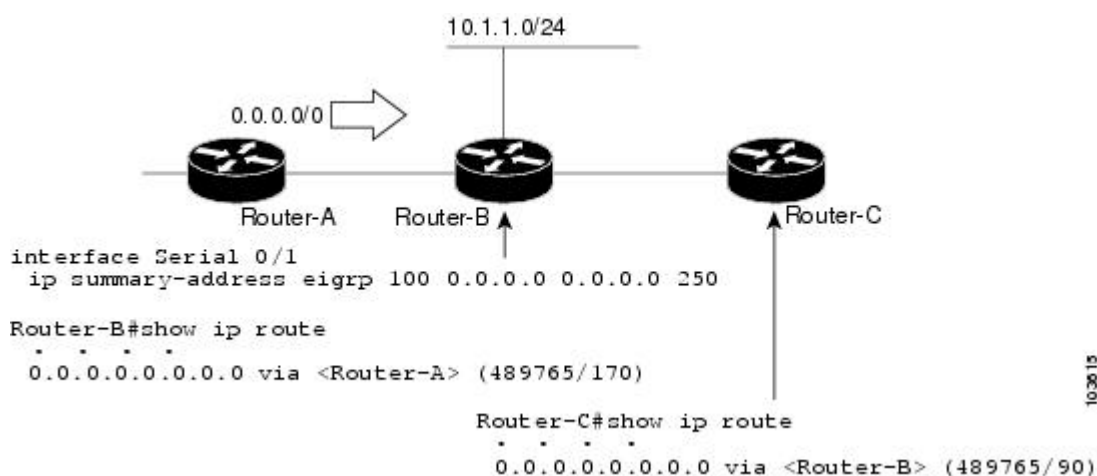 10.1.1.0/24
0.0.0.0/0
Router-A
Router-B
Router-C
interface Serial 0/1
ip summary-address eigrp 100 0.0.0.0 0.0.0.0 250
Router-B#show ip route
. . . .
0.0.0.0.0.0.0.0 via <Router-A> (489765/170)
Router-C#show ip route
. . . .
0.0.0.0.0.0.0.0 via <Router-B> (489765/90)
103615